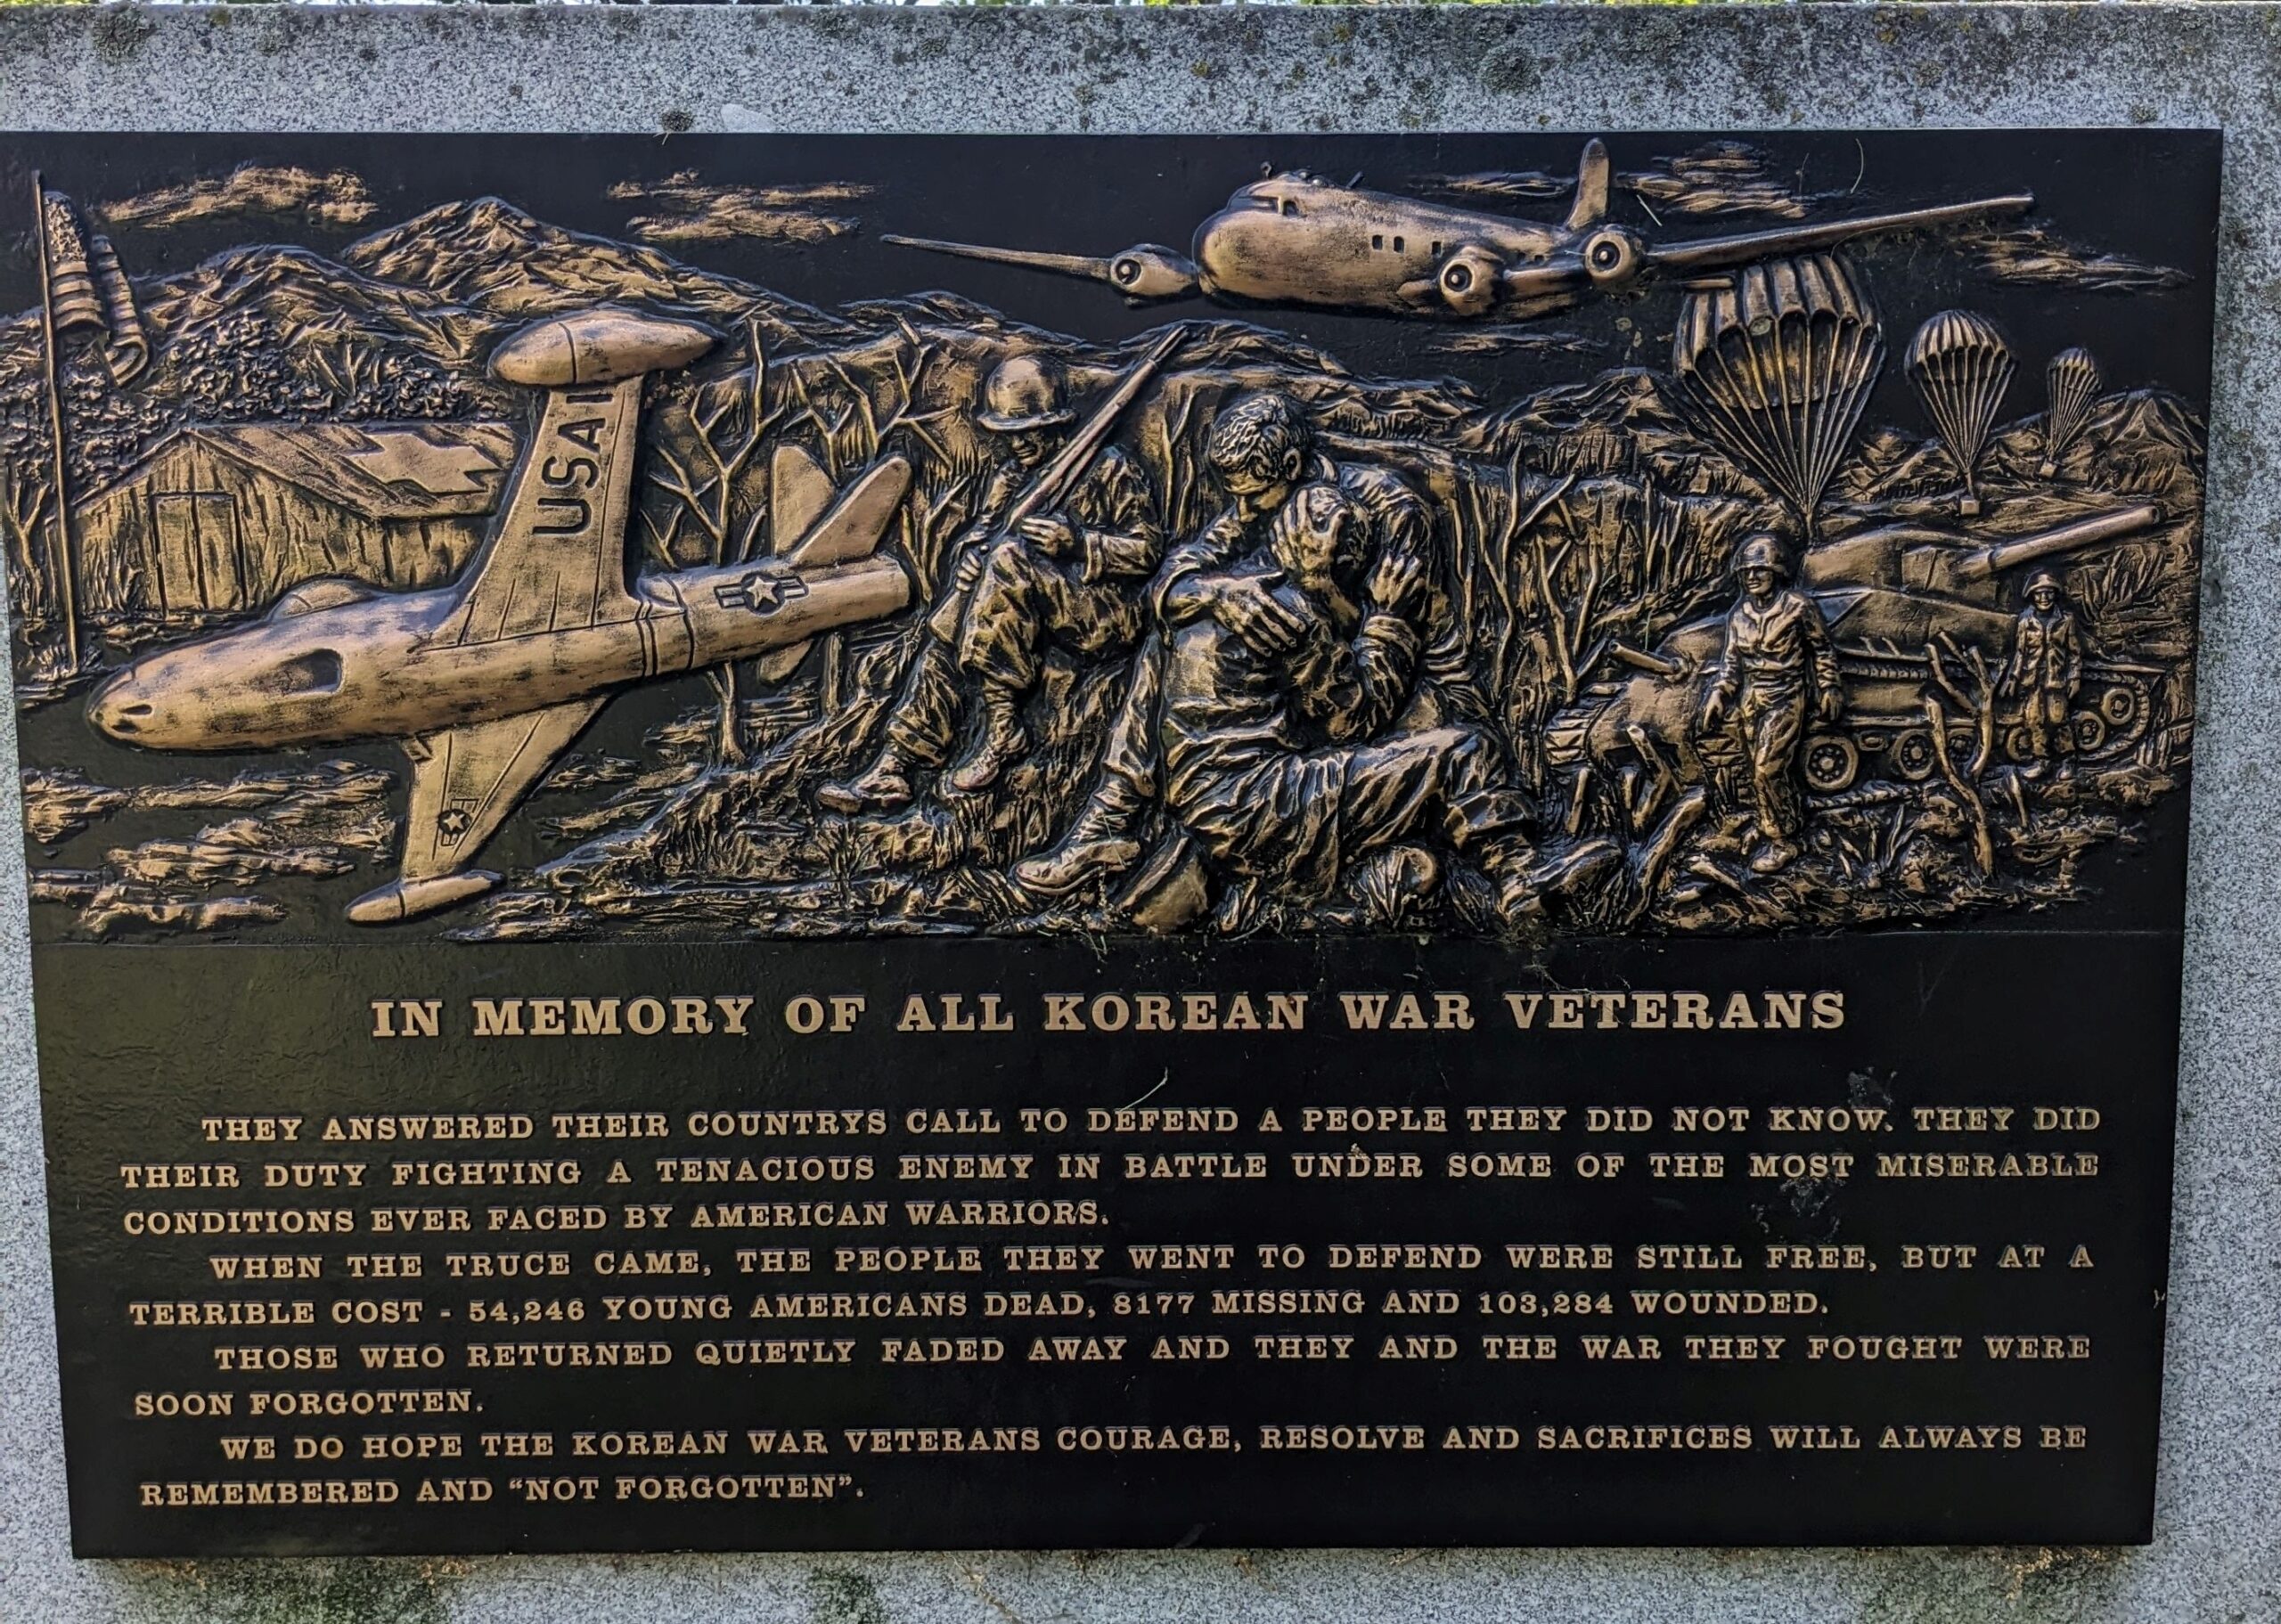 USAF
IN MEMORY OF ALL KOREAN WAR VETERANS
THEY ANSWERED THEIR COUNTRYS CALL TO DEFEND A PEOPLE THEY DID NOT KNOW. THEY DID
THEIR DUTY FIGHTING A TENACIOUS ENEMY IN BATTLE UNDER SOME OF THE MOST MISERABLE
CONDITIONS EVER FACED BY AMERICAN WARRIORS.
WHEN THE TRUCE CAME, THE PEOPLE THEY WENT TO DEFEND WERE STILL FREE, BUT AT A
TERRIBLE COST - 54,246 YOUNG AMERICANS DEAD, 8177 MISSING AND 103,284 WOUNDED.
THOSE WHO RETURNED QUIETLY FADED AWAY AND THEY AND THE WAR THEY FOUGHT WERE
SOON FORGOTTEN.
WE DO HOPE THE KOREAN WAR VETERANS COURAGE, RESOLVE AND SACRIFICES WILL ALWAYS BE
REMEMBERED AND “NOT FORGOTTEN”.